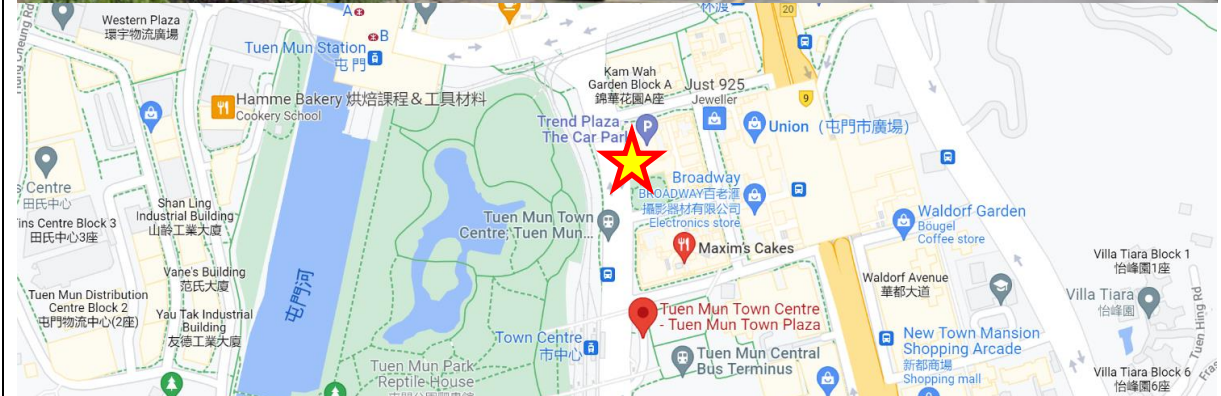 Western Plaza
環宇物流廣場
Tuen Mun Station
屯門
A
B
Hamme Bakery 烘焙課程&工具材料
Cookery School
Kam Wah
Garden Block A
錦華花園A座
Just 925
Jeweller
20
9
Trend Plaza,
The Car Park
P
Union（屯門市廣場）
Broadway
BROADWAY百老滙
攝影器材有限公司
Electronics store
s Centre
田氏中心
Tins Centre Block 3
田氏中心3座
Shan Ling
Industrial Building
山齡工業大廈
Tuen Mun Town
Centre, Tuen Mun...
Maxim's Cakes
Waldorf Garden
Bougel
Coffee store
Vane's Building
范氏大廈
屯門河
Waldorf Avenue
華都大道
Villa Tiara Block 1
怡峰園1座
Villa Tiara
怡峰園
Tuen Hing Rd
Tuen Mun Distribution
Centre Block 2
屯門物流中心(2座)
Yau Tak Industrial
Building
友德工業大廈
Tuen Mun Town Centre
- Tuen Mun Town Plaza
Town Centre
市中心
Tuen Mun Central
Bus Terminus
New Town Mansion
Shopping Arcade
新都商場
Shopping mall
Tuen Mun Park
Reptile House
Villa Tiara Block 6
怡峰園6座